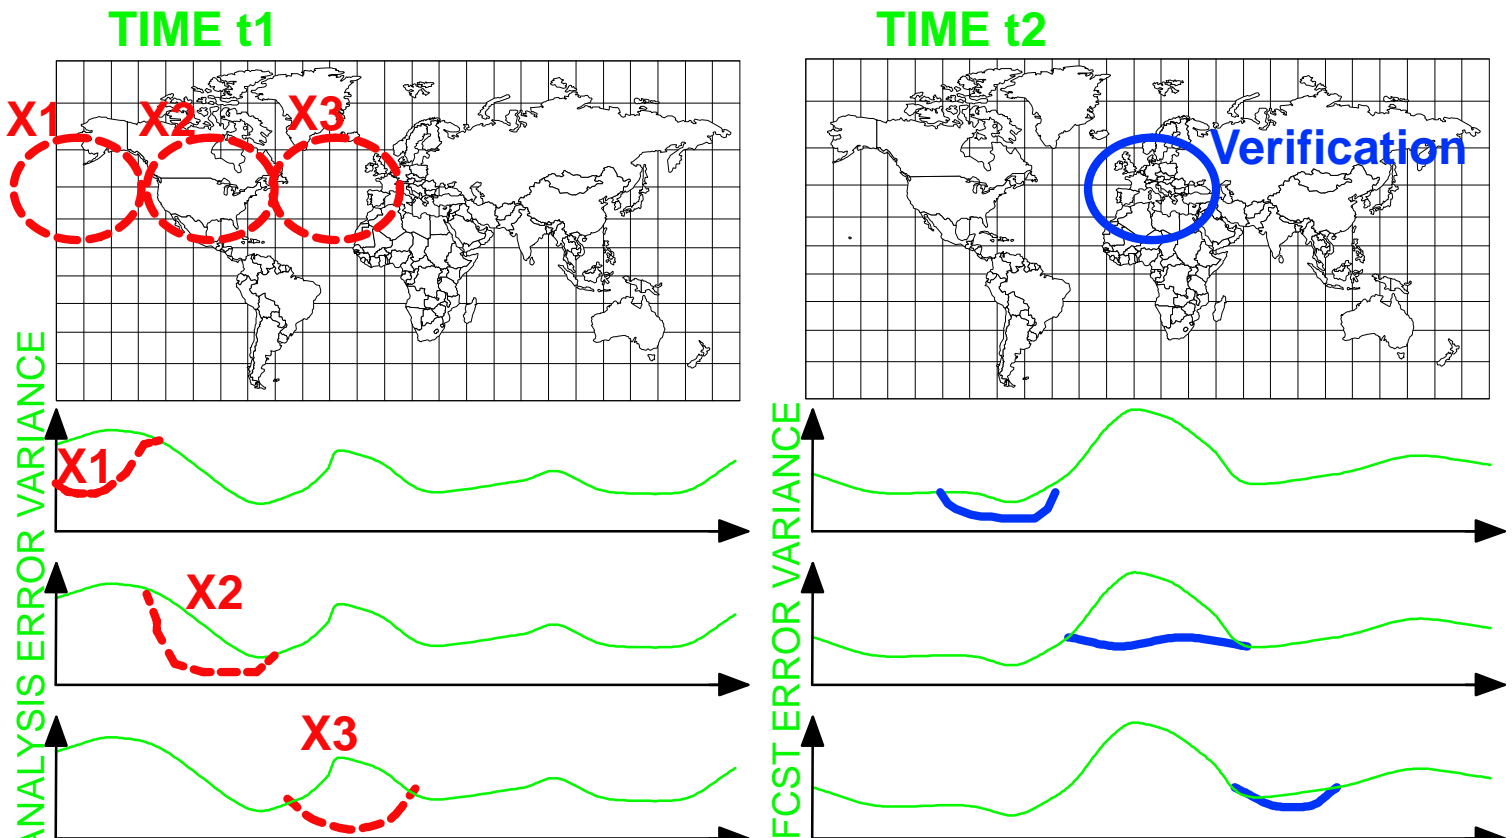 TIME t1
TIME t2
X1
X2
X3
Verification
ANALYSIS ERROR VARIANCE
FCST ERROR VARIANCE
X1
X2
X3